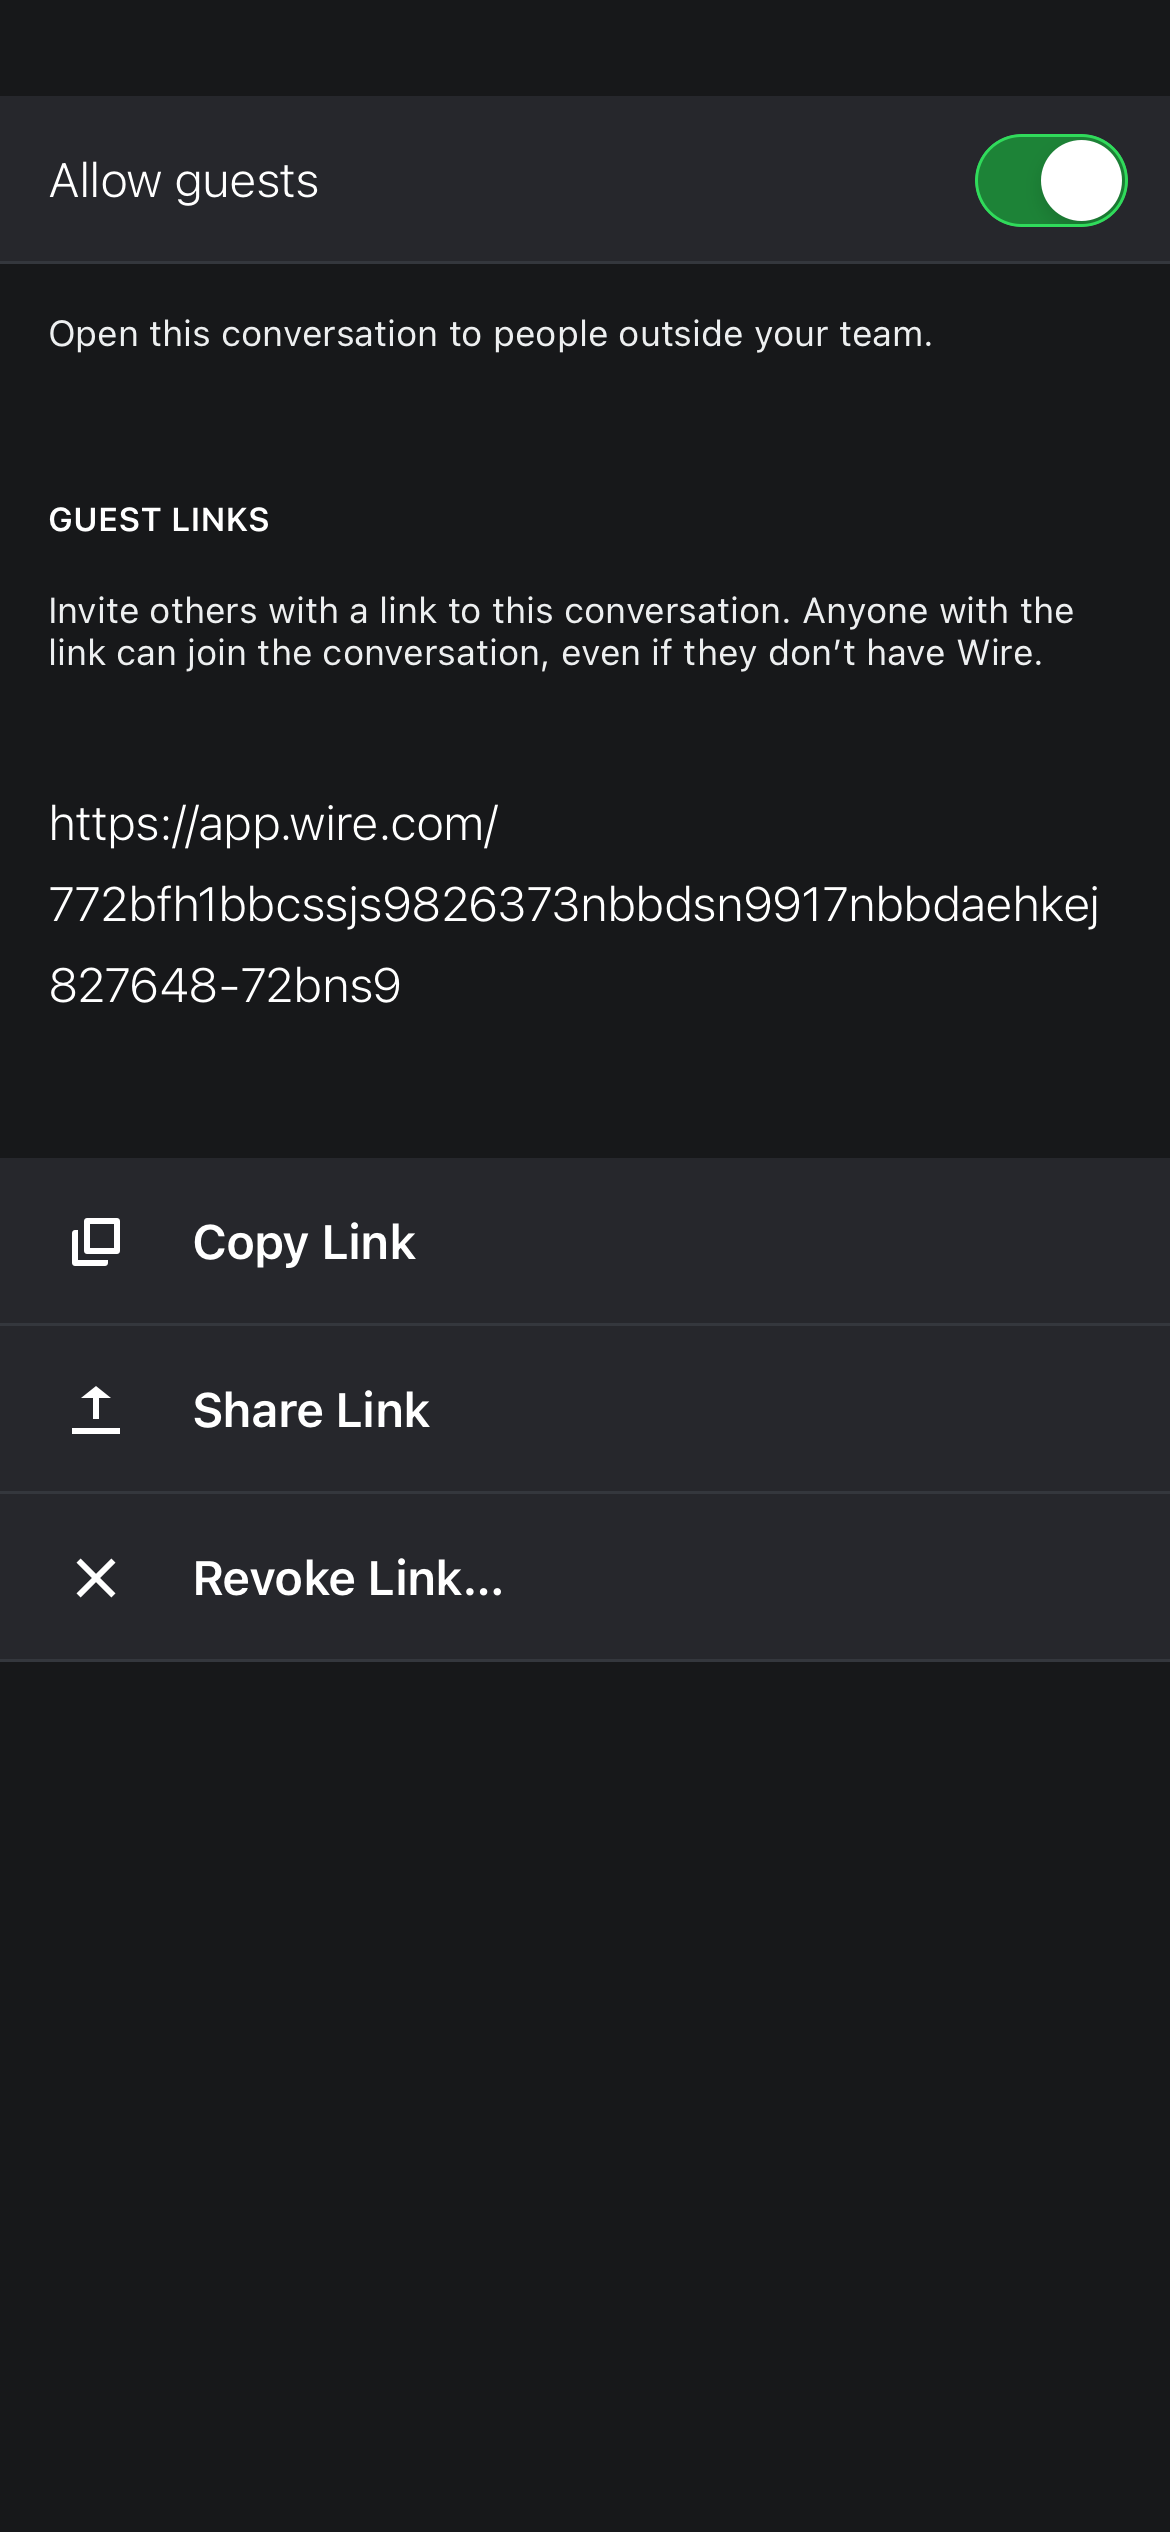 Allow guests
Open this conversation to people outside your team.
GUEST LINKS
Invite others with a link to this conversation. Anyone with the
link can join the conversation, even if they don’t have Wire.
https://app.wire.com/
772bfh1bbcssjs9826373nbbdsn9917nbbdaehkej
827648-72bns9
Copy Link
Share Link
Revoke Link...